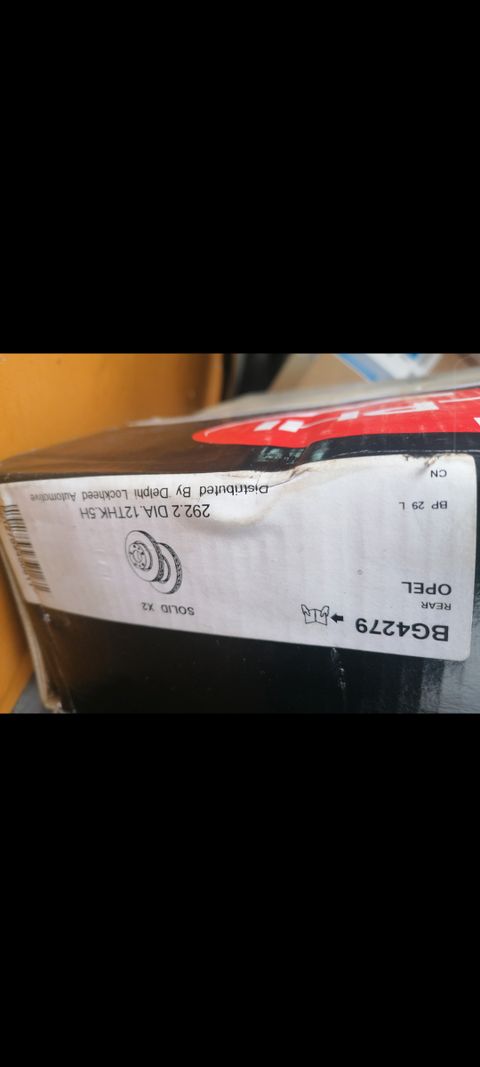 BG4279
REAR
OPEL
BP 29 L
CN
SOLID X2
292.2 DIA.12THK.5H
Distributed By Delphi Lockheed Automotive